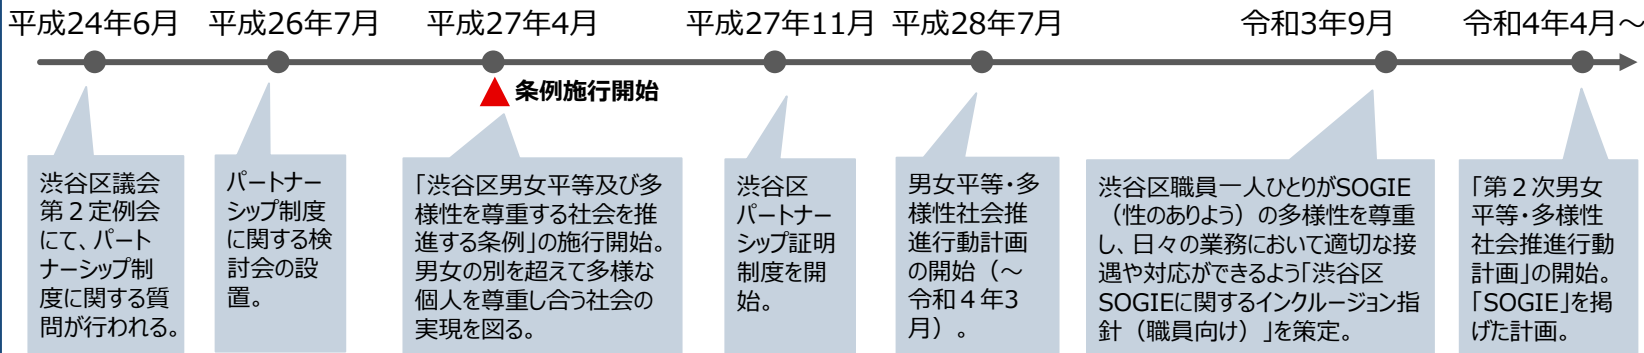 平成24年6月
平成26年7月
平成27年4月
平成27年11月
平成28年7月
令和3年9月
令和4年4月～
条例施行開始
渋谷区議会
第２定例会
にて、パート
ナーシップ制
度に関する質
問が行われる。
パートナー
シップ制度
に関する検
討会の設
置。
「渋谷区男女平等及び多
様性を尊重する社会を推
進する条例」の施行開始。
男女の別を超えて多様な
個人を尊重し合う社会の
実現を図る。
渋谷区
パートナー
シップ証明
制度を開
始。
男女平等・多
様性社会推
進行動計画
の開始（～
令和４年3
月）。
渋谷区職員一人ひとりがSOGIE
（性のありよう）の多様性を尊重
し、日々の業務において適切な接
遇や対応ができるよう「渋谷区
SOGIEに関するインクルージョン指
針（職員向け）」を策定。
「第２次男女
平等・多様性
社会推進行動
計画」の開始。
「SOGIE」を掲
げた計画。